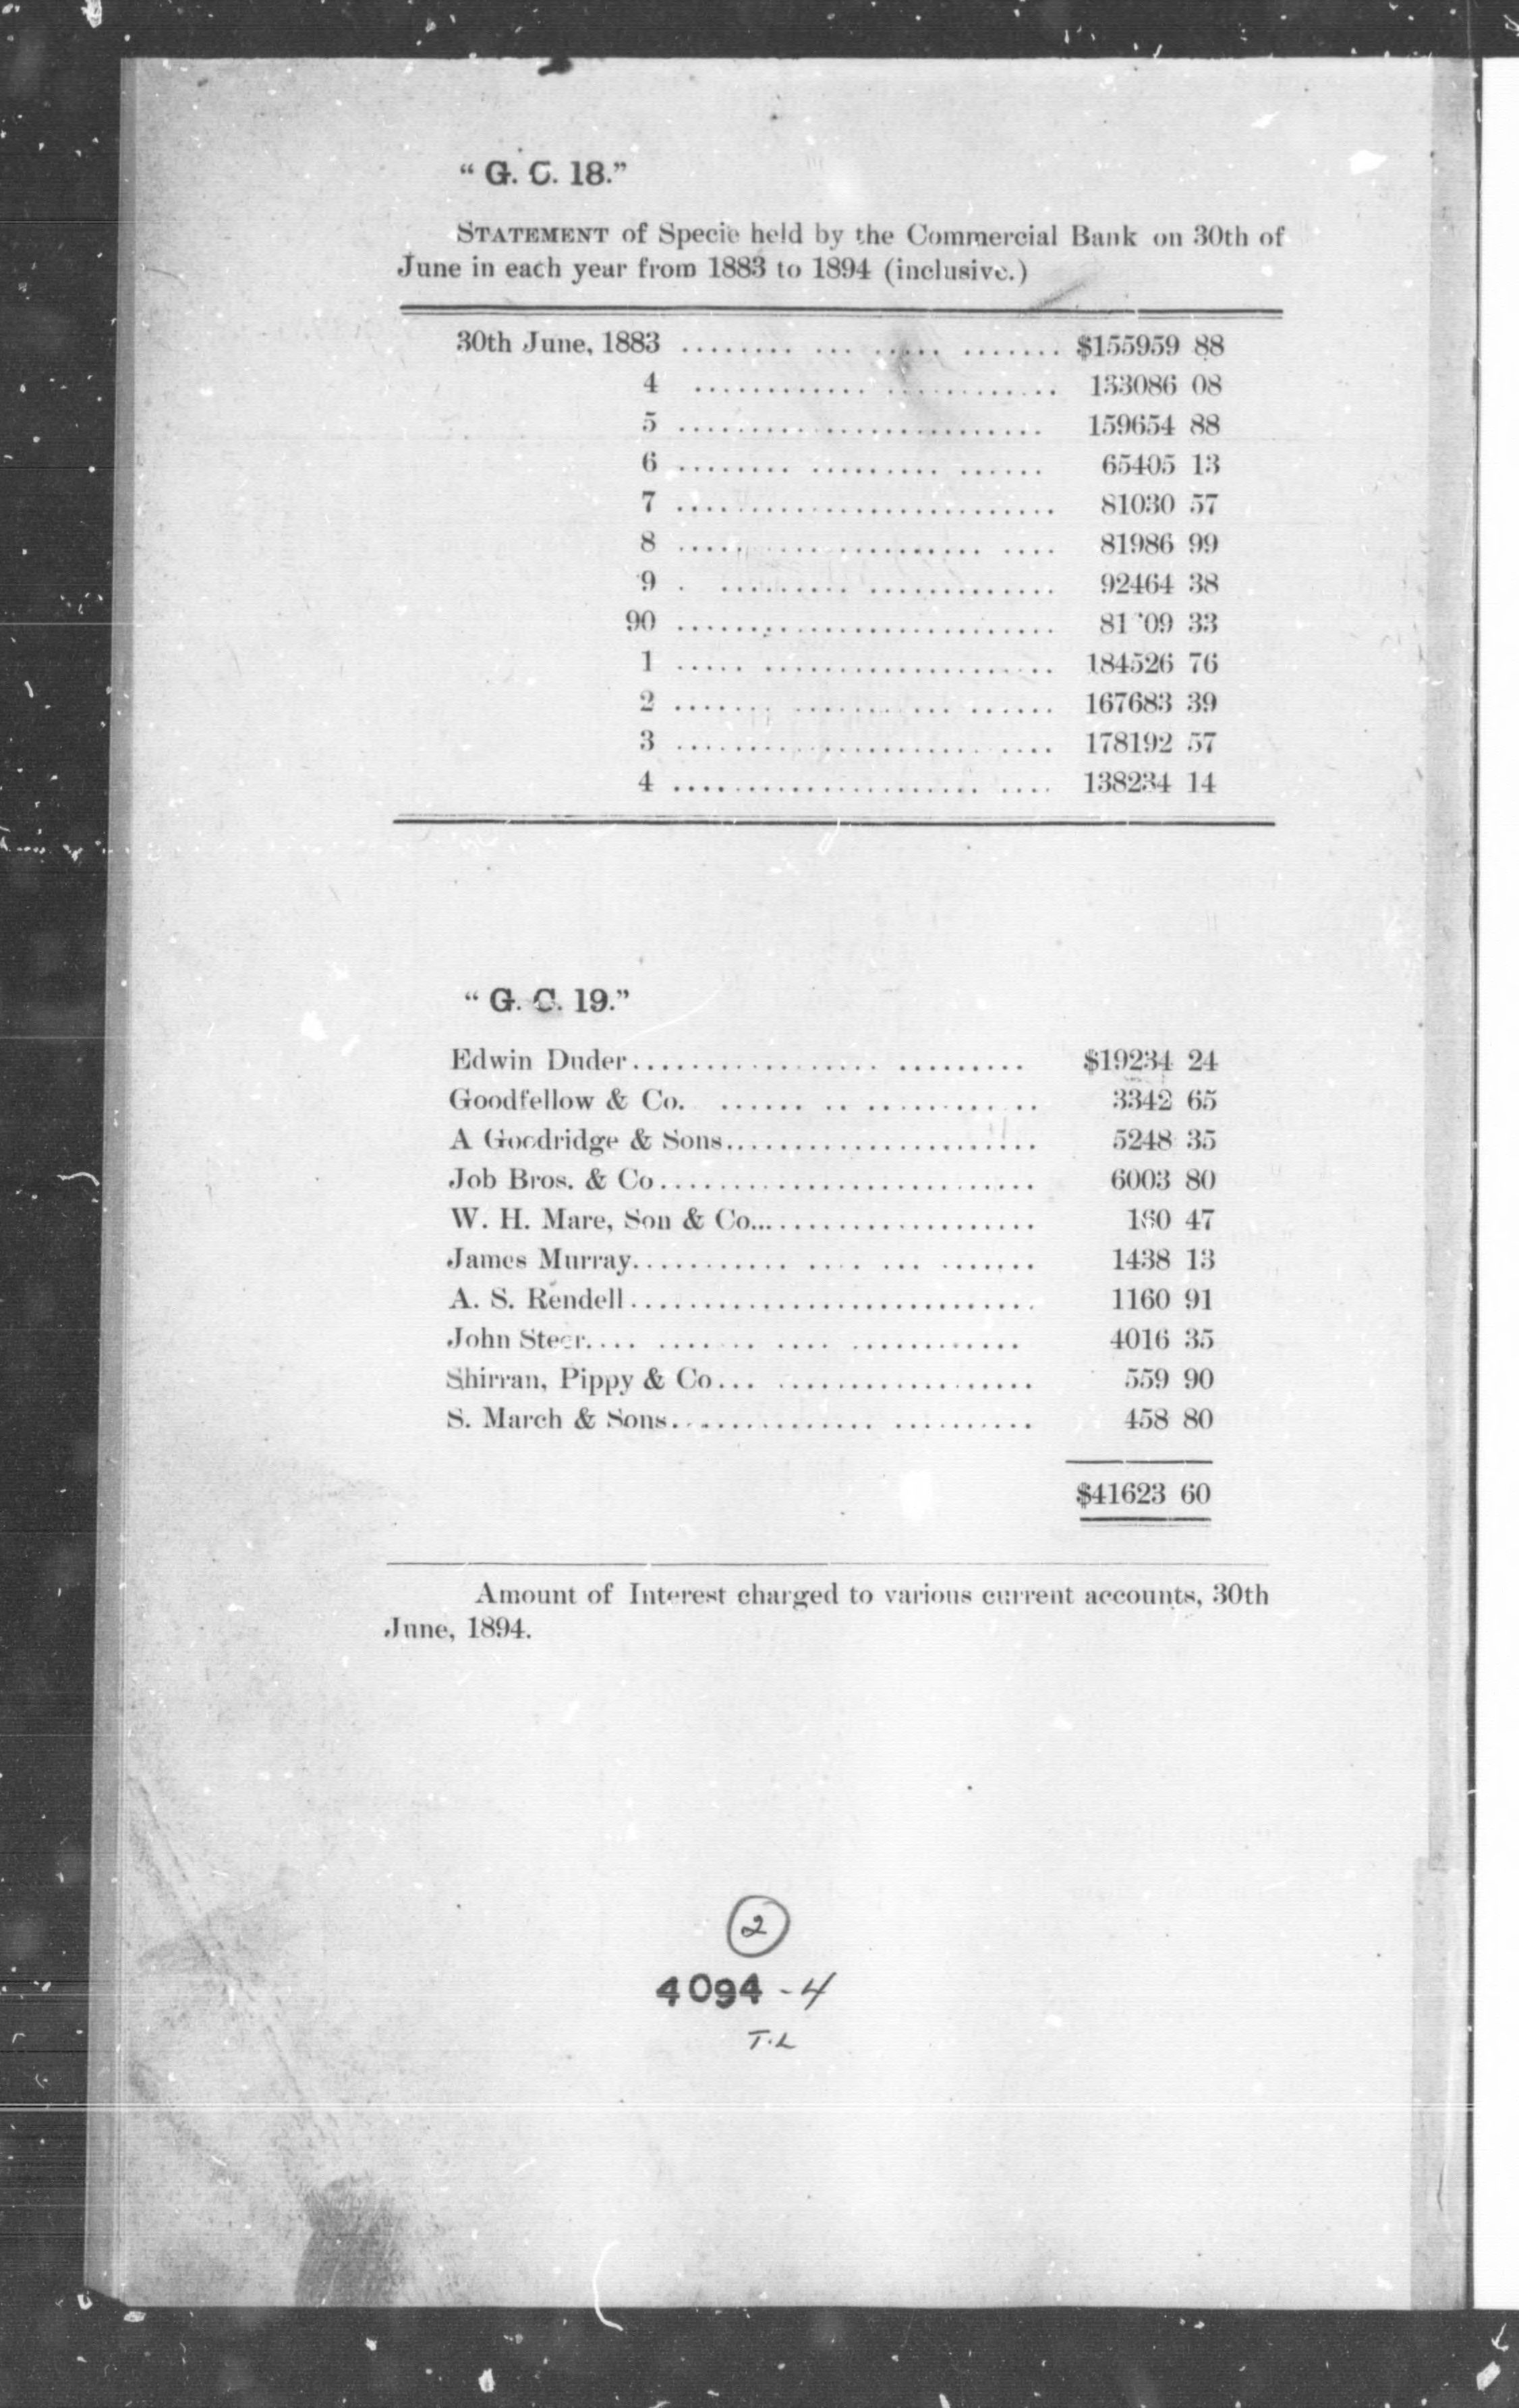 “ G. C. 18.”
STATEMENT of Specie held by the Commercial Bank on 30th of
June in each year from 1883 to 1894 (inclusive.)
30th June, 1883 ........ ... ..... ....... $155959 88
4 ............ ............ 133086 08
5 ......................... 159654 88
6 ........ ......... ...... 65405 13
7 .......................... 81030 57
8 ..................... .... 81986 99
9 . ......... ............. 92464 38
90 .......................... 33
1 ..... .................... 184526 76
2 ....... ........... ...... 167683 39
3 ..................... .... 178192 57
4 ..................... .... 138234 14
“ G. C. 19.”
Edwin Duder................. ......... $19234 24
Goodfellow & Co. ...... .. ............ 3342 65
A Goodridge & Sons...................... 5248 35
Job Bros. & Co.......................... 6003 80
W. H. Mare, Son & Co..................... 160 47
James Murray........... .... ... ....... 1438 13
A. S. Rendell............................ 1160 91
John Steer.... ....... .... ............ 4016 35
Shirran, Pippy & Co... .................. 559 90
S. March & Sons.............. .......... 458 80
$41623 60
Amount of Interest charged to various current accounts, 30th
June, 1894.
2
4094-4
T.L